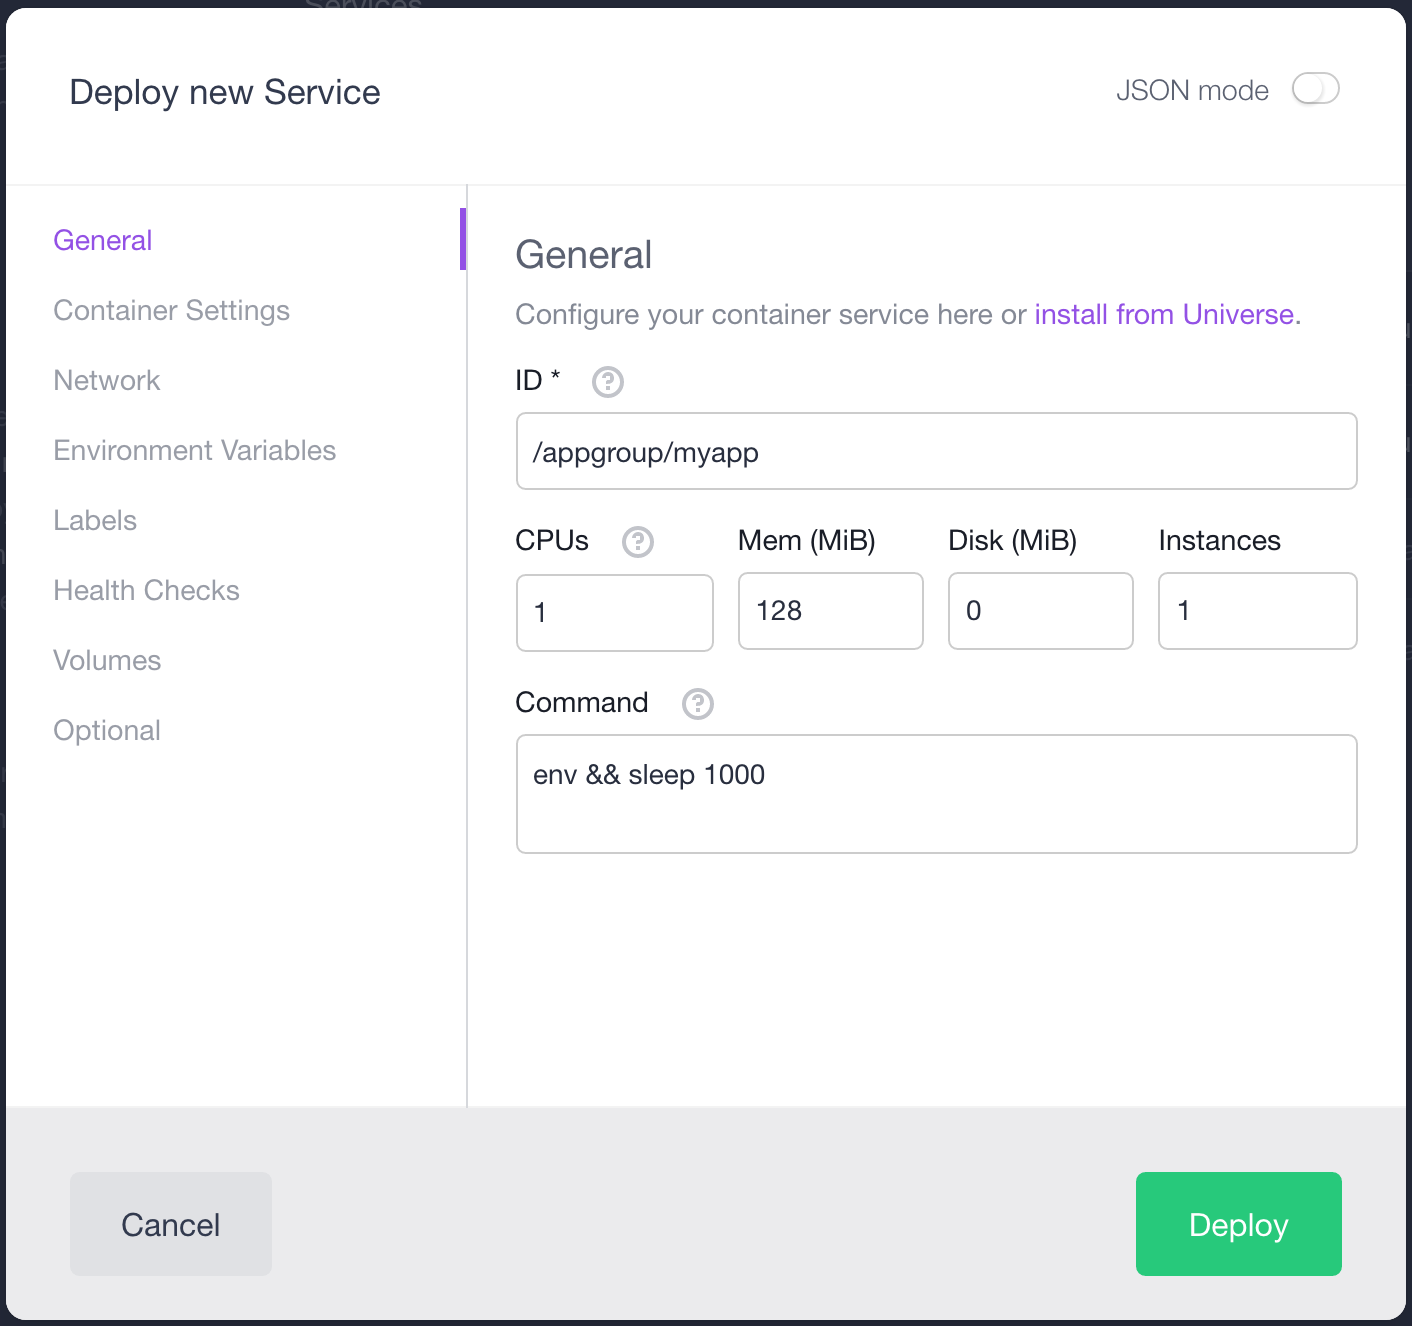 Services
Deploy new Service
JSON mode
General
Container Settings
Network
Environment Variables
Labels
Health Checks
Volumes
Optional
General
Configure your container service here or install from Universe.
ID * ?
/appgroup/myapp
CPUs ? Mem (MiB) Disk (MiB) Instances
1 128 0 1
Command ?
env && sleep 1000
Cancel
Deploy